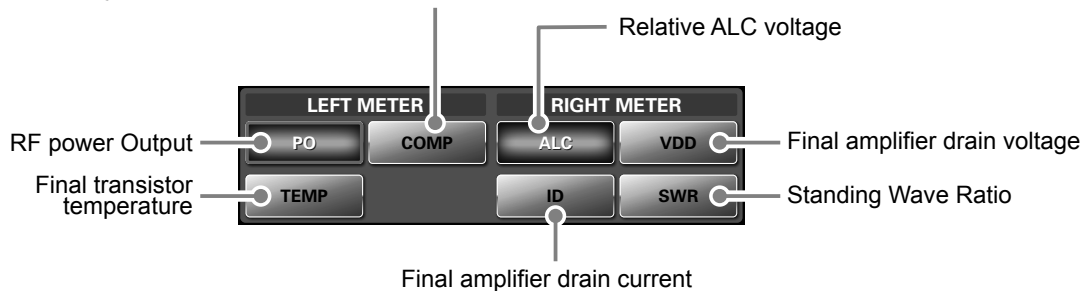 Relative ALC voltage
LEFT METER
RIGHT METER
RF power Output
PO
COMP
ALC
VDD
Final amplifier drain voltage
Final transistor
temperature
TEMP
ID
SWR
Standing Wave Ratio
Final amplifier drain current